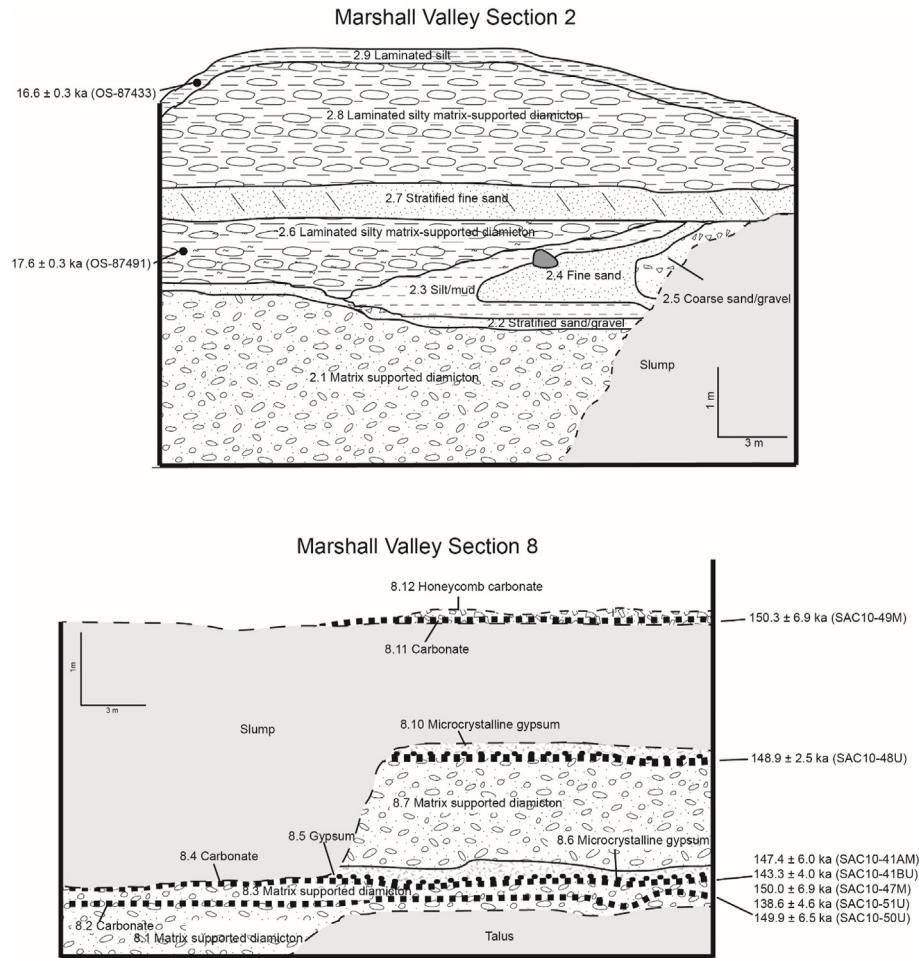 Marshall Valley Section 2
2.9 Laminated silt
16.6 ± 0.3 ka (OS-87433)
2.8 Laminated silty matrix-supported diamicton
2.7 Stratified fine sand
2.6 Laminated silty matrix-supported diamicton
17.6 ± 0.3 ka (OS-87491)
2.4 Fine sand
2.3 Silt/mud
2.5 Coarse sand/gravel
2.2 Stratified sand/gravel
Slump
2.1 Matrix supported diamicton
1 m
3 m
Marshall Valley Section 8
8.12 Honeycomb carbonate
150.3 ± 6.9 ka (SAC10-49M)
8.11 Carbonate
1m
3 m
8.10 Microcrystalline gypsum
Slump
148.9 ± 2.5 ka (SAC10-48U)
8.7 Matrix supported diamicton
8.5 Gypsum
8.6 Microcrystalline gypsum
8.4 Carbonate
147.4 ± 6.0 ka (SAC10-41AM)
143.3 ± 4.0 ka (SAC10-41BU)
8.3 Matrix supported diamicton
150.0 ± 6.9 ka (SAC10-47M)
138.6 ± 4.6 ka (SAC10-51U)
149.9 ± 6.5 ka (SAC10-50U)
8.2 Carbonate
8.1 Matrix supported diamicton
Talus